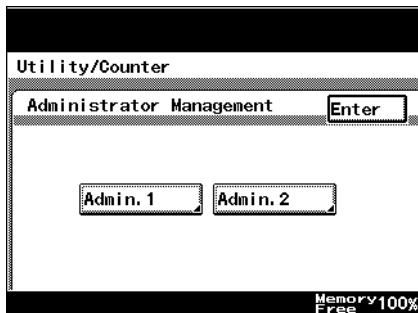 Utility/Counter
Administrator Management
Enter
Admin.1
Admin.2
Memory
Free 100%